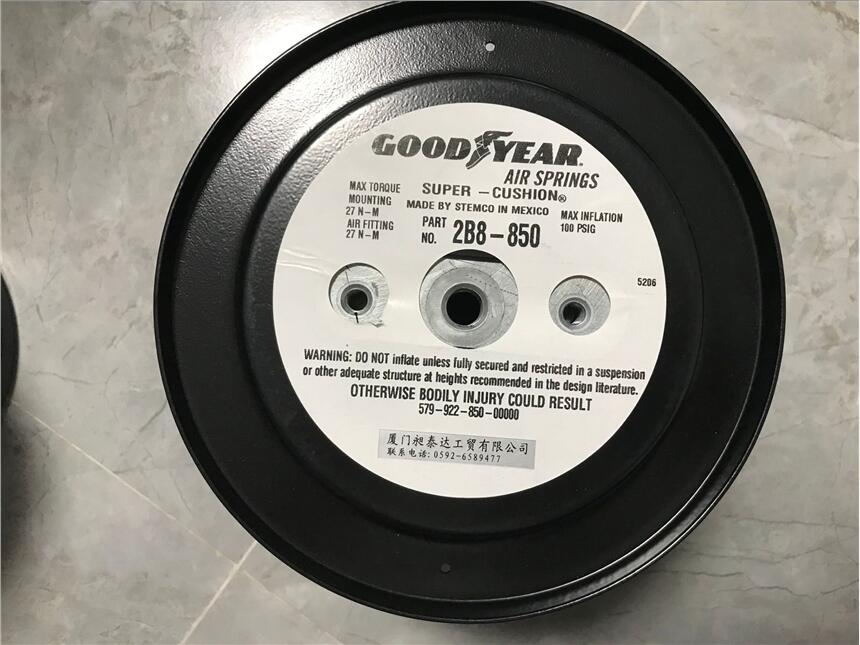 GOODYEAR
AIR SPRINGS
SUPER – CUSHION®
MADE BY STEMCO IN MEXICO
MAX TORQUE
MOUNTING
27 N–M
AIR FITTING
27 N–M
PART
NO. 2B8–850
MAX INFLATION
100 PSIG
5206
WARNING: DO NOT inflate unless fully secured and restricted in a suspension
or other adequate structure at heights recommended in the design literature.
OTHERWISE BODILY INJURY COULD RESULT
579–922–850–00000
厦门昶泰达工贸有限公司
联系电话: 0592-6589477